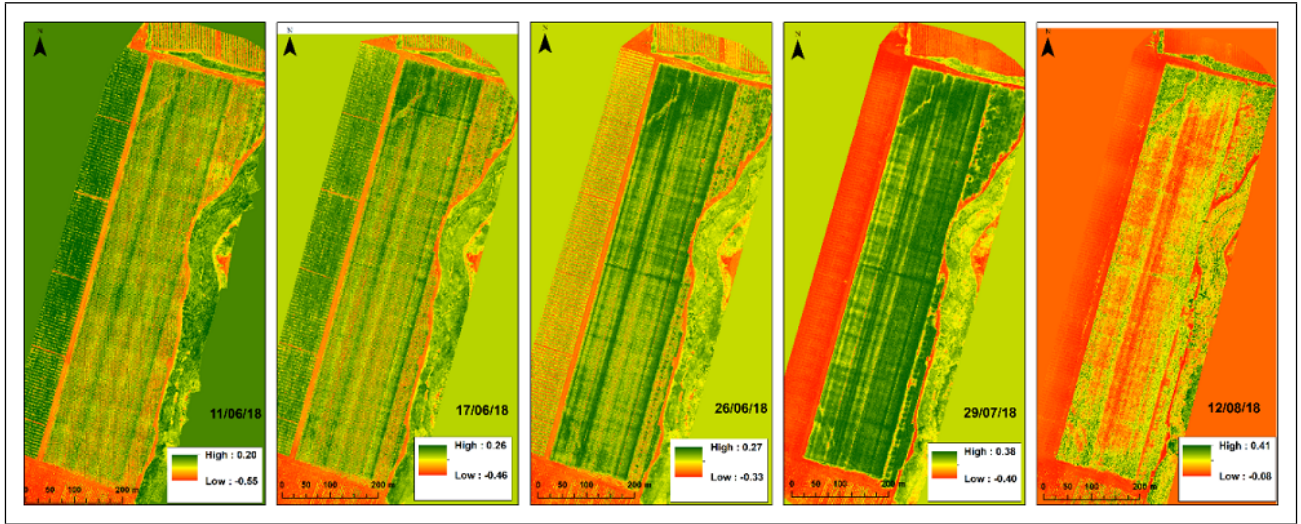 N
11/06/18
High : 0.20
Low : -0.55
0 50 100 200 m
N
17/06/18
High : 0.26
Low : -0.46
0 50 100 200 m
N
26/06/18
High : 0.27
Low : -0.33
0 50 100 200 m
N
29/07/18
High : 0.38
Low : -0.40
0 50 100 200 m
N
12/08/18
High : 0.41
Low : -0.08
0 50 100 200 m